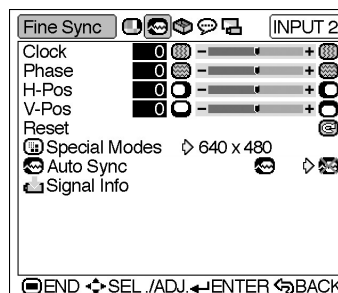 Fine Sync INPUT 2
Clock 0 - +
Phase 0 - +
H-Pos 0 - +
V-Pos 0 - +
Reset
Special Modes 640 x 480
Auto Sync
Signal Info
END SEL./ADJ. ENTER BACK